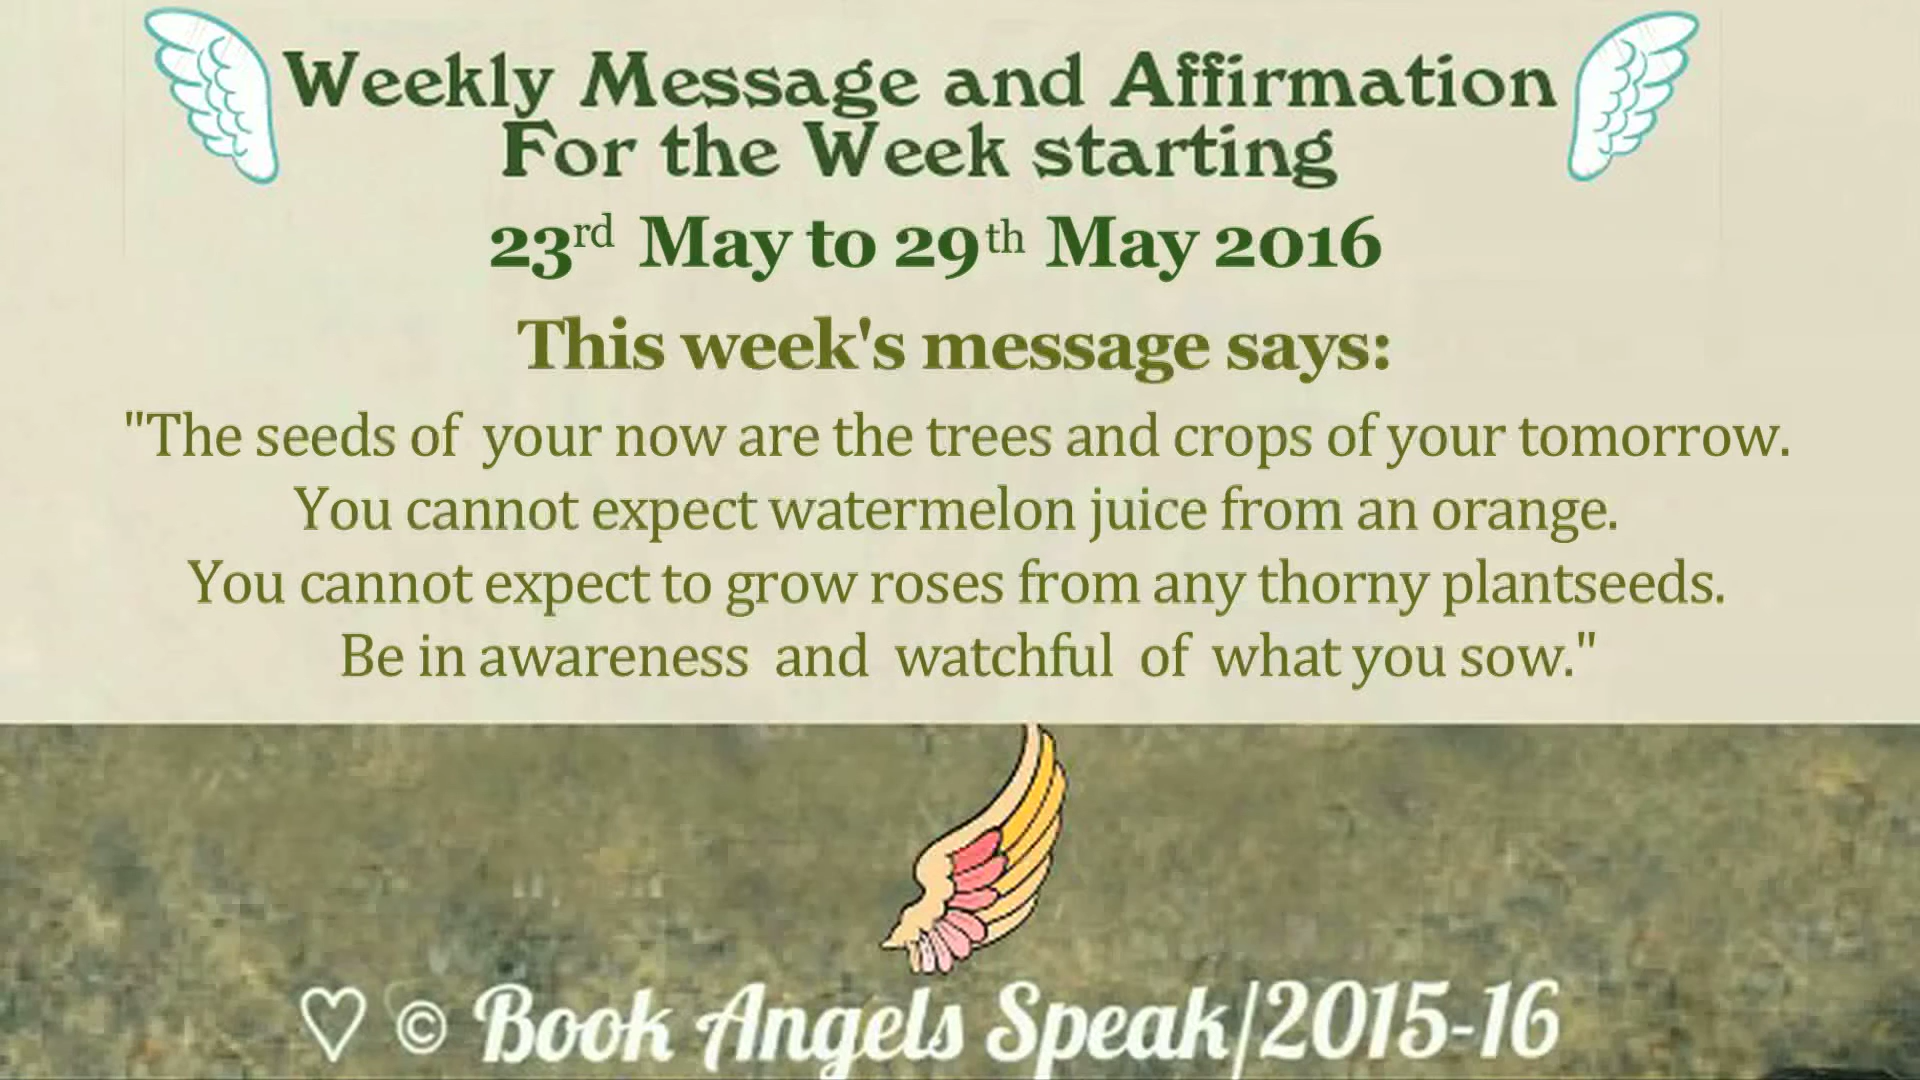 Weekly Message and Affirmation
For the Week starting
23rd May to 29th May 2016
This week's message says:
"The seeds of your now are the trees and crops of your tomorrow.
You cannot expect watermelon juice from an orange.
You cannot expect to grow roses from any thorny plantseeds.
Be in awareness and watchful of what you sow."
♡ © Book Angels Speak/2015-16